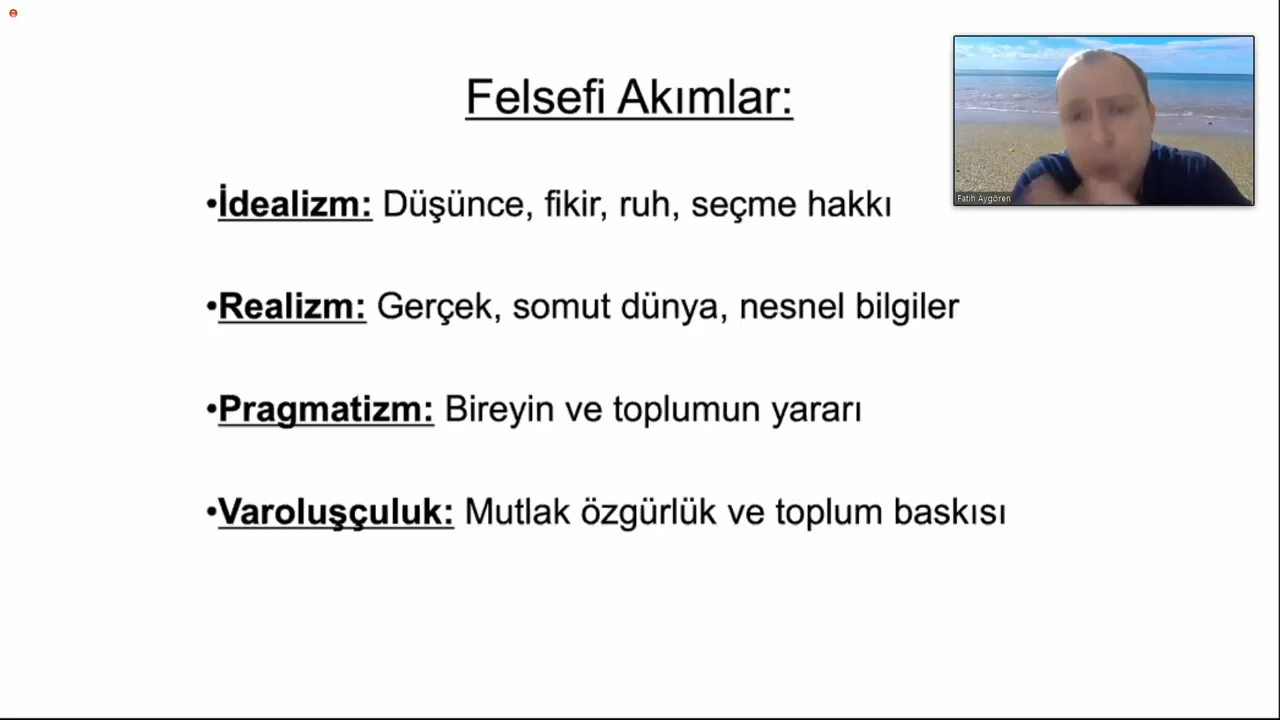 Felsefi Akımlar:
•İdealizm: Düşünce, fikir, ruh, seçme hakkı
•Realizm: Gerçek, somut dünya, nesnel bilgiler
•Pragmatizm: Bireyin ve toplumun yararı
•Varoluşçuluk: Mutlak özgürlük ve toplum baskısı
Fatih Aygören